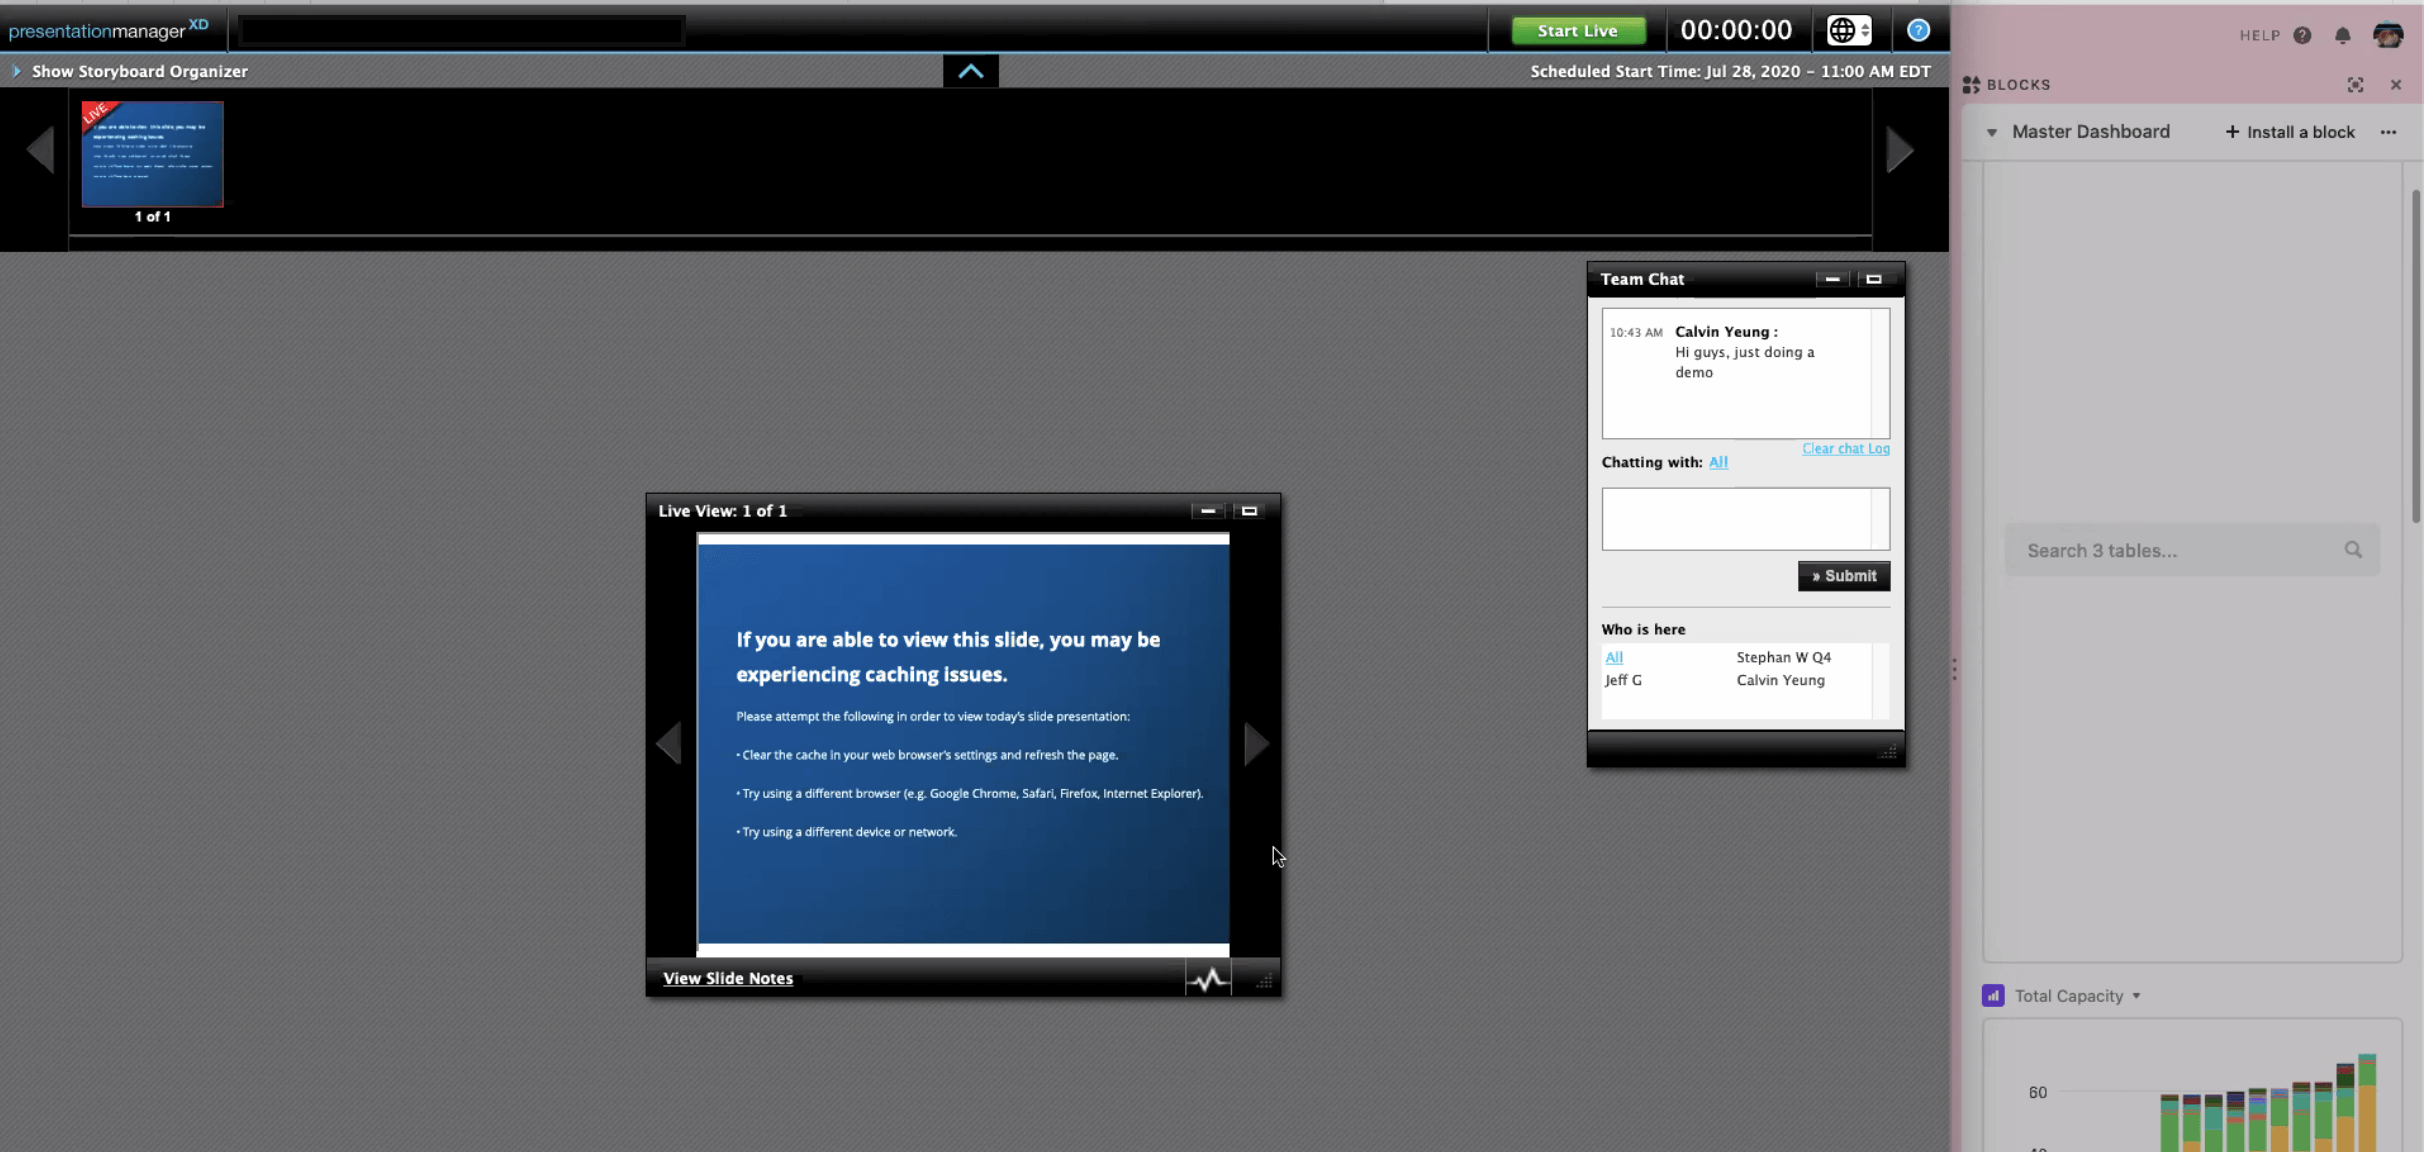 presentationmanager XD
Start Live
00:00:00
?
HELP ?
Show Storyboard Organizer
Scheduled Start Time: Jul 28, 2020 - 11:00 AM EDT
BLOCKS
Master Dashboard
+ Install a block
LIVE
1 of 1
Team Chat
10:43 AM Calvin Yeung :
Hi guys, just doing a
demo
Clear chat Log
Chatting with: All
» Submit
Who is here
All
Stephan W Q4
Jeff G
Calvin Yeung
Live View: 1 of 1
If you are able to view this slide, you may be
experiencing caching issues.
Please attempt the following in order to view today's slide presentation:
• Clear the cache in your web browser's settings and refresh the page.
• Try using a different browser (e.g. Google Chrome, Safari, Firefox, Internet Explorer).
• Try using a different device or network.
View Slide Notes
Search 3 tables...
Total Capacity
60